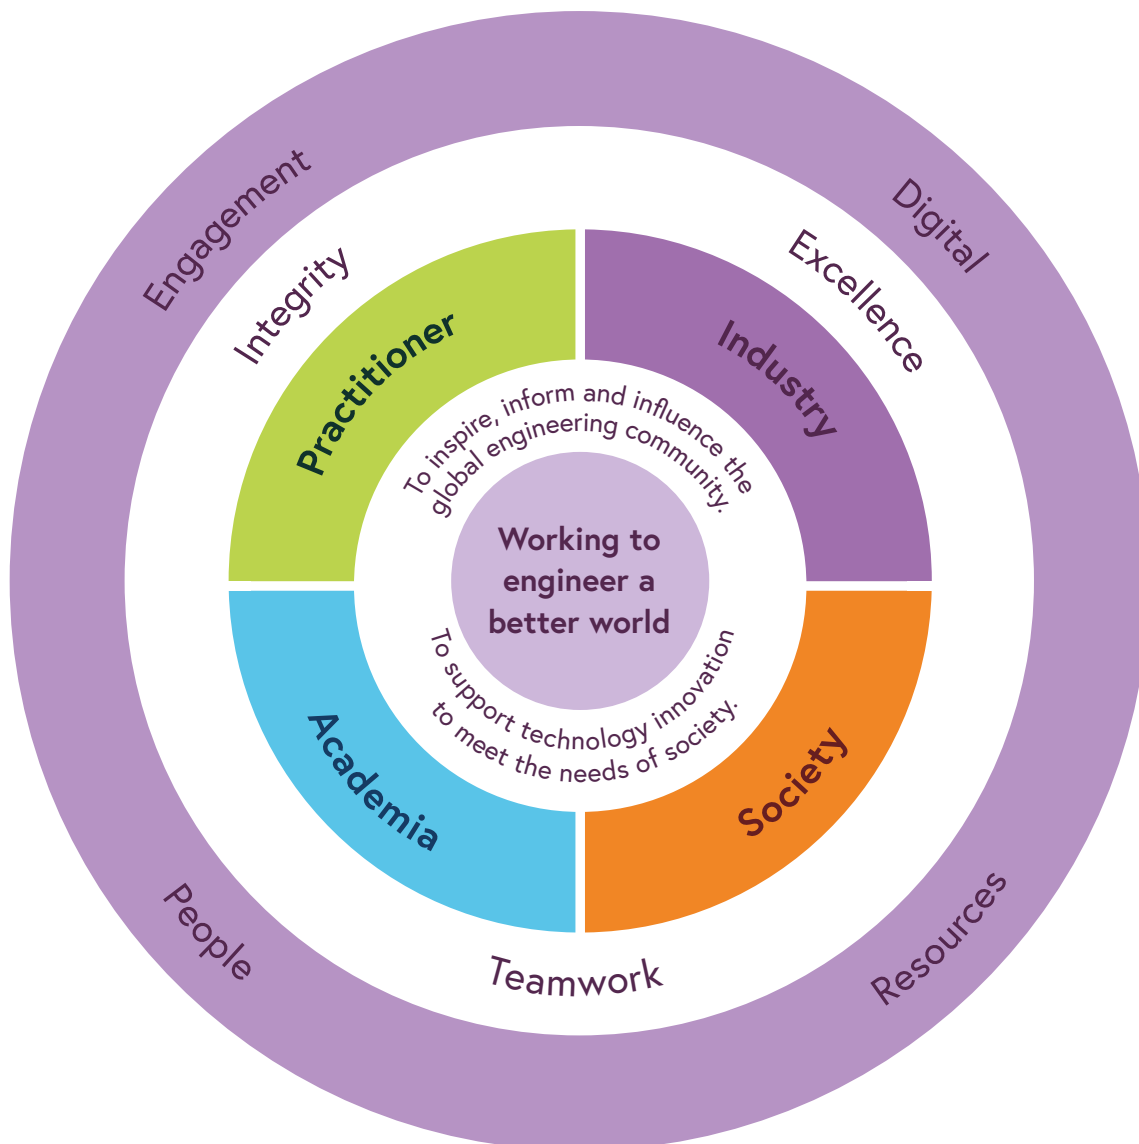 Engagement
Digital
Integrity
Excellence
Practitioner
Industry
To inspire, inform and influence the
global engineering community.
Working to
engineer a
better world
To support technology innovation
to meet the needs of society.
Academia
Society
People
Resources
Teamwork